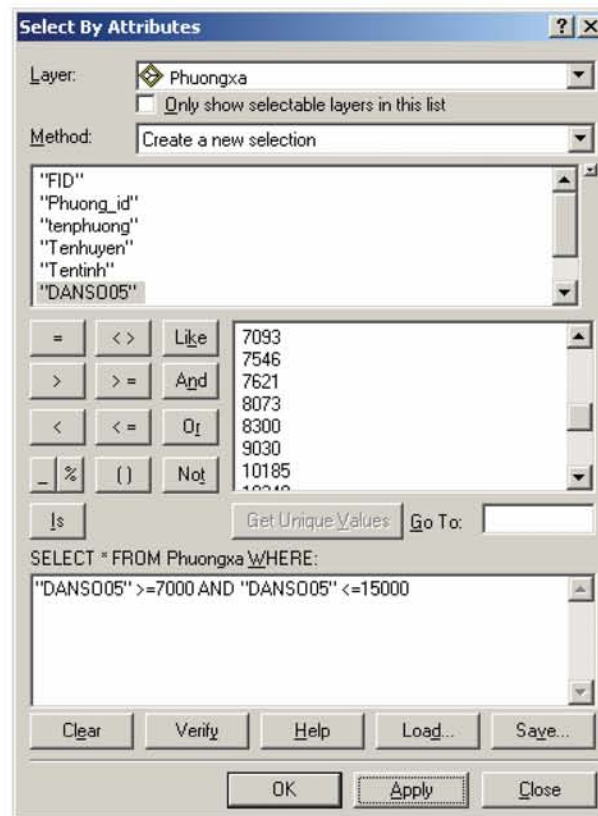 Select By Attributes
Layer: Phuongxa
Only show selectable layers in this list
Method: Create a new selection
"FID"
"Phuong_id"
"tenphuong"
"Tenhuyen"
"Tentinh"
"DANSO05"
= <> Like
> >= And
< <= Or
_ % () Not
Is
7093
7546
7621
8073
8300
9030
10185
Get Unique Values Go To:
SELECT * FROM Phuongxa WHERE:
"DANSO05" >=7000 AND "DANSO05" <=15000
Clear Verify Help Load... Save...
OK Apply Close